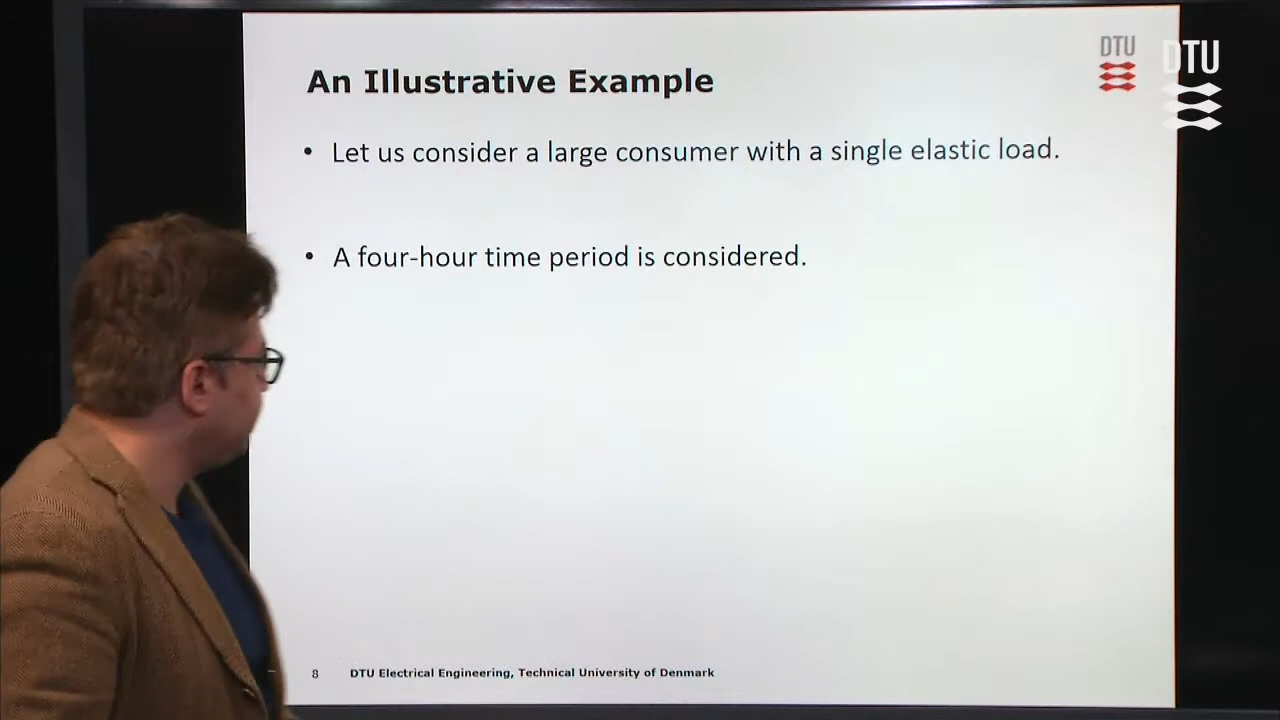 DTU
DTU
An Illustrative Example
• Let us consider a large consumer with a single elastic load.
• A four-hour time period is considered.
8 DTU Electrical Engineering, Technical University of Denmark